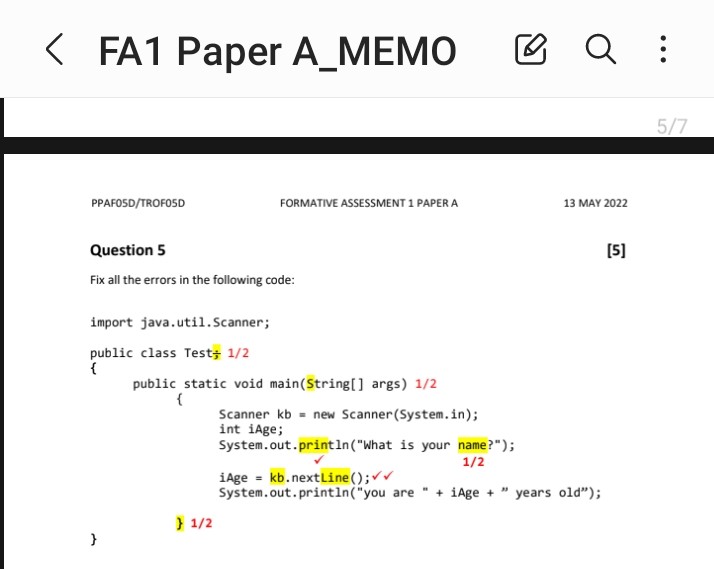 FA1 Paper A_MEMO
5/7
PPAF05D/TROF05D FORMATIVE ASSESSMENT 1 PAPER A 13 MAY 2022
Question 5 [5]
Fix all the errors in the following code:
import java.util.Scanner;
public class Test; 1/2
{
public static void main(String[] args) 1/2
{
Scanner kb = new Scanner(System.in);
int iAge;
System.out.println("What is your name?");
✓ 1/2
iAge = kb.nextLine();✓✓
System.out.println("you are " + iAge + ” years old”);
} 1/2
}